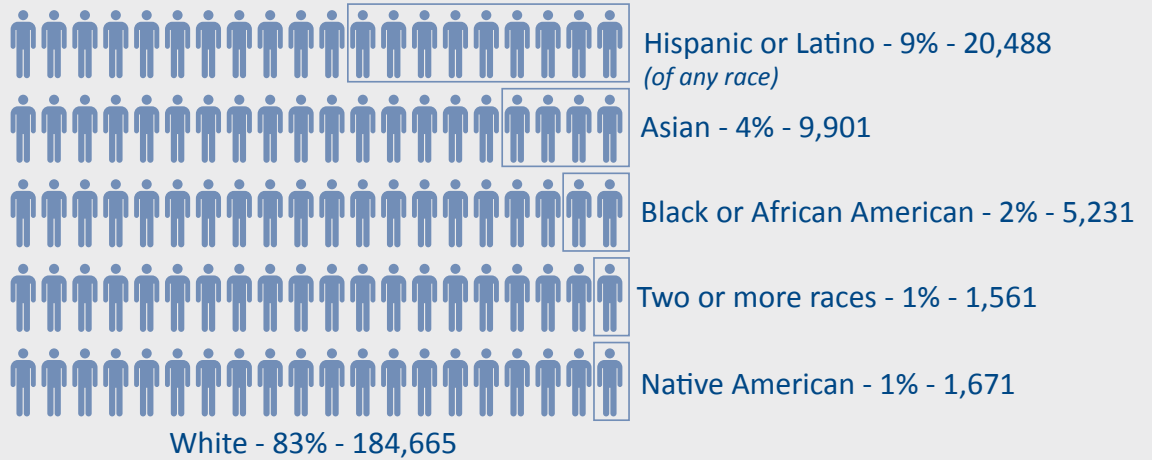 Hispanic or Latino - 9% - 20,488
(of any race)
Asian - 4% - 9,901
Black or African American - 2% - 5,231
Two or more races - 1% - 1,561
Native American - 1% - 1,671
White - 83% - 184,665